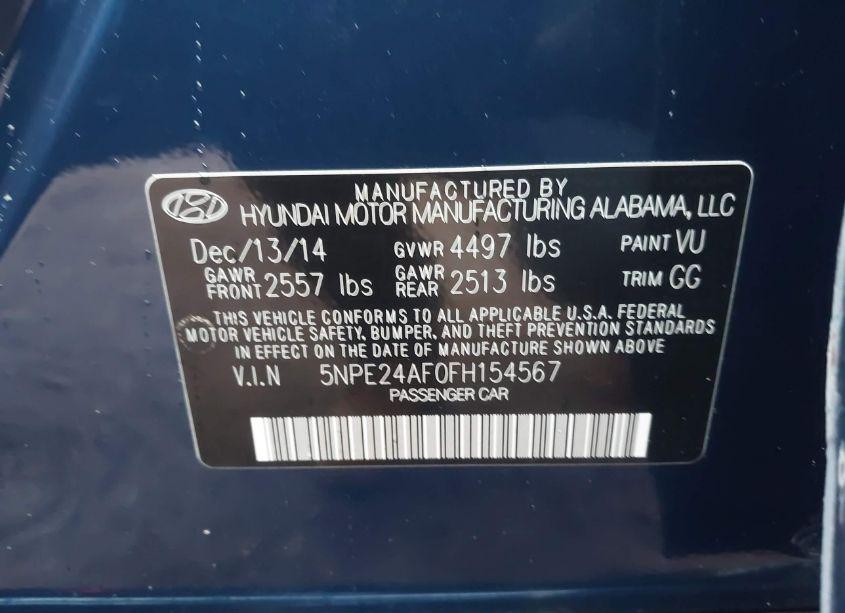 MANUFACTURED BY
HYUNDAI MOTOR MANUFACTURING ALABAMA, LLC
Dec/13/14 GVWR 4497 lbs PAINT VU
GAWR FRONT 2557 lbs GAWR REAR 2513 lbs TRIM GG
THIS VEHICLE CONFORMS TO ALL APPLICABLE U.S.A. FEDERAL
MOTOR VEHICLE SAFETY, BUMPER, AND THEFT PREVENTION STANDARDS
IN EFFECT ON THE DATE OF MANUFACTURE SHOWN ABOVE
V.I.N 5NPE24AF0FH154567
PASSENGER CAR